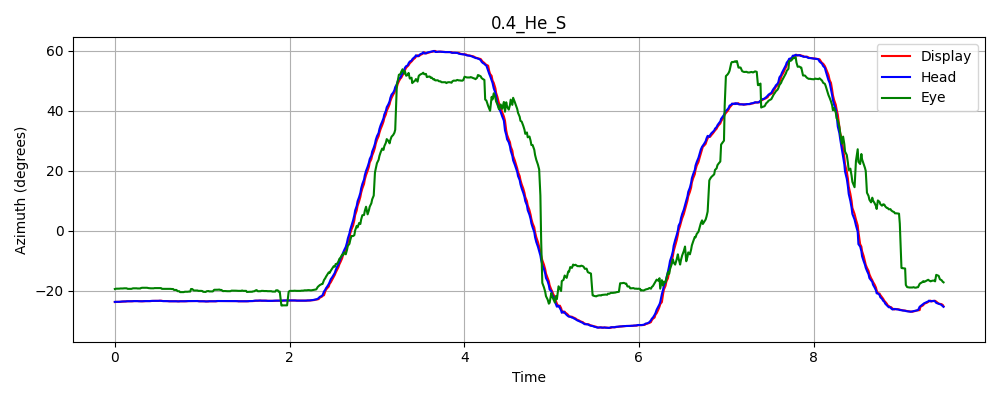 0.4_He_S
Azimuth (degrees)
60
40
20
0
−20
0 2 4 6 8
Time
Display
Head
Eye